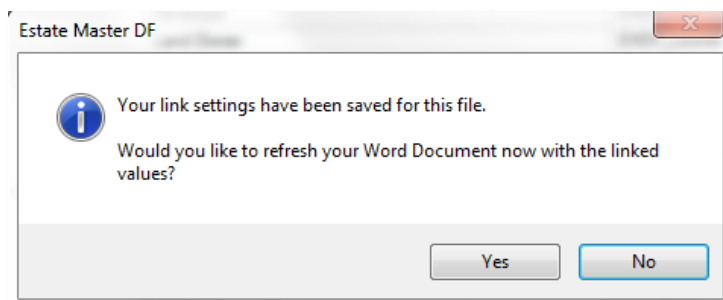 Estate Master DF
Your link settings have been saved for this file.
Would you like to refresh your Word Document now with the linked
values?
Yes
No